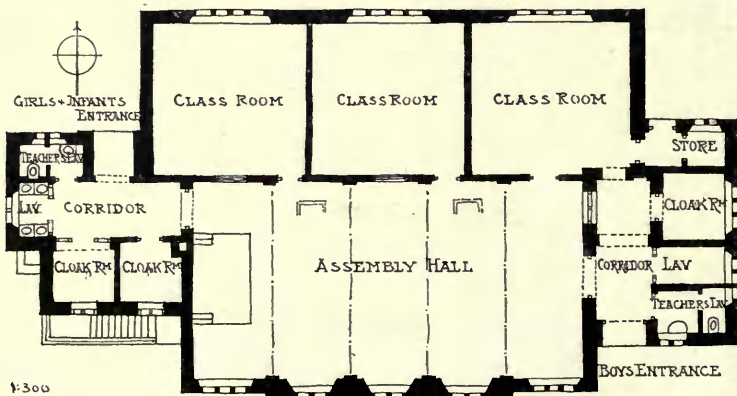 GIRLS & INFANTS
ENTRANCE
CLASS ROOM
CLASS ROOM
CLASS ROOM
TEACHERS LAV
STORE
LAV
CORRIDOR
CLOAK RM
CLOAK RM
CLOAK RM
ASSEMBLY HALL
CORRIDOR
LAV
TEACHERS LAV
BOYS ENTRANCE
1:300